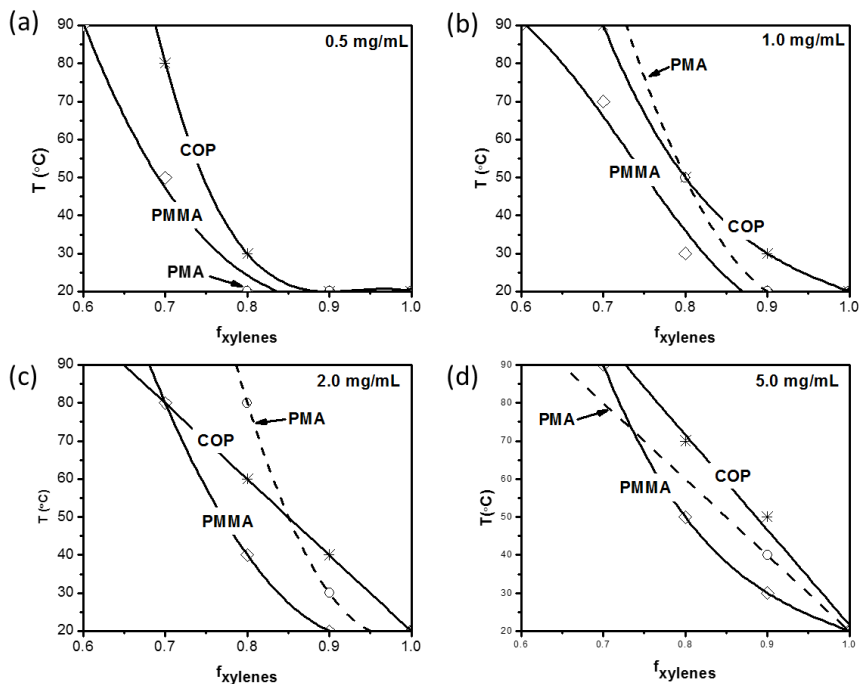 (a)
0.5 mg/mL
90
80
70
60
50
40
30
20
T (°C)
COP
PMMA
PMA
0.6 0.7 0.8 0.9 1.0
fxylenes
(b)
1.0 mg/mL
90
80
70
60
50
40
30
20
T (°C)
PMA
PMMA
COP
0.6 0.7 0.8 0.9 1.0
fxylenes
(c)
2.0 mg/mL
90
80
70
60
50
40
30
20
T (°C)
PMA
COP
PMMA
0.6 0.7 0.8 0.9 1.0
fxylenes
(d)
5.0 mg/mL
90
80
70
60
50
40
30
20
T(°C)
PMA
COP
PMMA
0.6 0.7 0.8 0.9 1.0
fxylenes